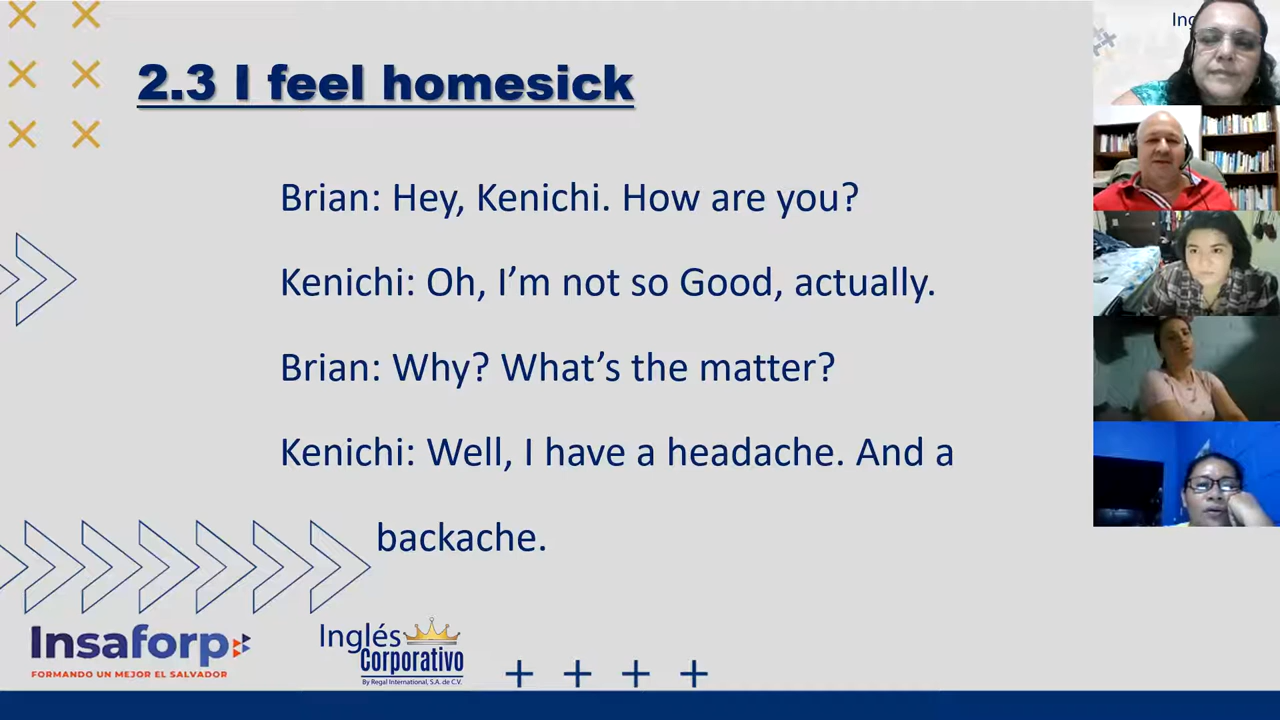 2.3 I feel homesick
Brian: Hey, Kenichi. How are you?
Kenichi: Oh, I’m not so Good, actually.
Brian: Why? What’s the matter?
Kenichi: Well, I have a headache. And a
backache.
Insaforp
FORMANDO UN MEJOR EL SALVADOR
Inglés
Corporativo
By Regal International, S.A. de C.V.